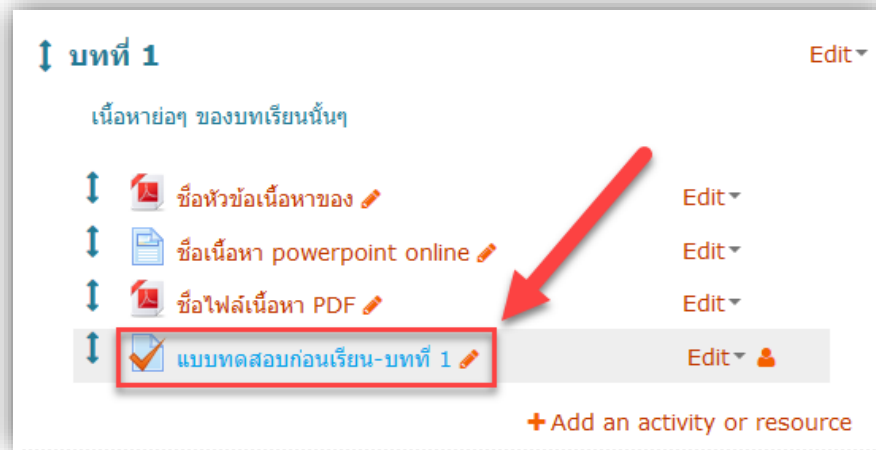 บทที่ 1 Edit
เนื้อหาย่อๆ ของบทเรียนนั้นๆ
ชื่อหัวข้อเนื้อหาของ Edit
ชื่อเนื้อหา powerpoint online Edit
ชื่อไฟล์เนื้อหา PDF Edit
แบบทดสอบก่อนเรียน-บทที่ 1 Edit
+Add an activity or resource